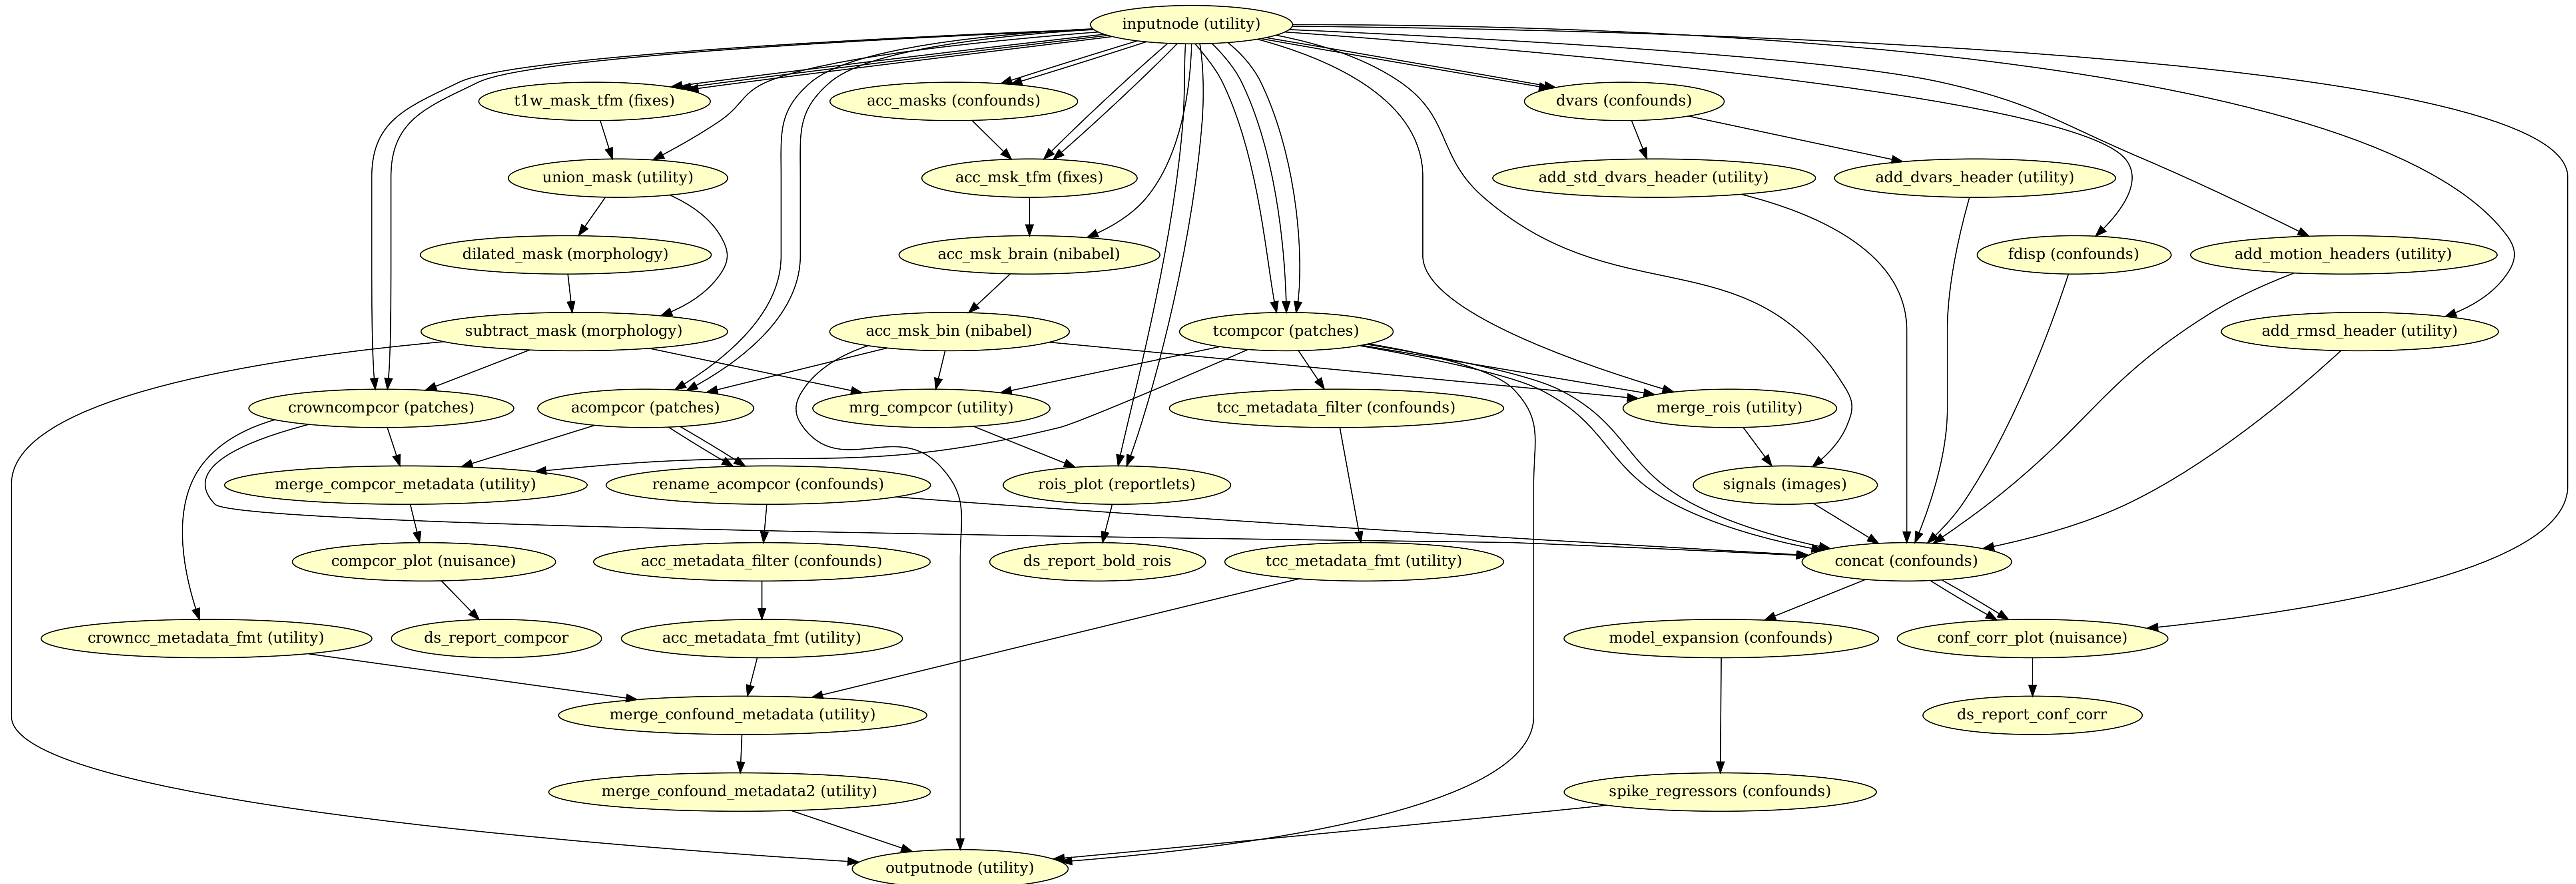 inputnode (utility)
t1w_mask_tfm (fixes)
acc_masks (confounds)
dvars (confounds)
union_mask (utility)
acc_msk_tfm (fixes)
add_std_dvars_header (utility)
add_dvars_header (utility)
dilated_mask (morphology)
acc_msk_brain (nibabel)
fdisp (confounds)
add_motion_headers (utility)
subtract_mask (morphology)
acc_msk_bin (nibabel)
tcompcor (patches)
add_rmsd_header (utility)
crowncompcor (patches)
acompcor (patches)
mrg_compcor (utility)
tcc_metadata_filter (confounds)
merge_rois (utility)
merge_compcor_metadata (utility)
rename_acompcor (confounds)
rois_plot (reportlets)
signals (images)
compcor_plot (nuisance)
acc_metadata_filter (confounds)
ds_report_bold_rois
tcc_metadata_fmt (utility)
concat (confounds)
crowncc_metadata_fmt (utility)
ds_report_compcor
acc_metadata_fmt (utility)
model_expansion (confounds)
conf_corr_plot (nuisance)
merge_confound_metadata (utility)
ds_report_conf_corr
merge_confound_metadata2 (utility)
spike_regressors (confounds)
outputnode (utility)